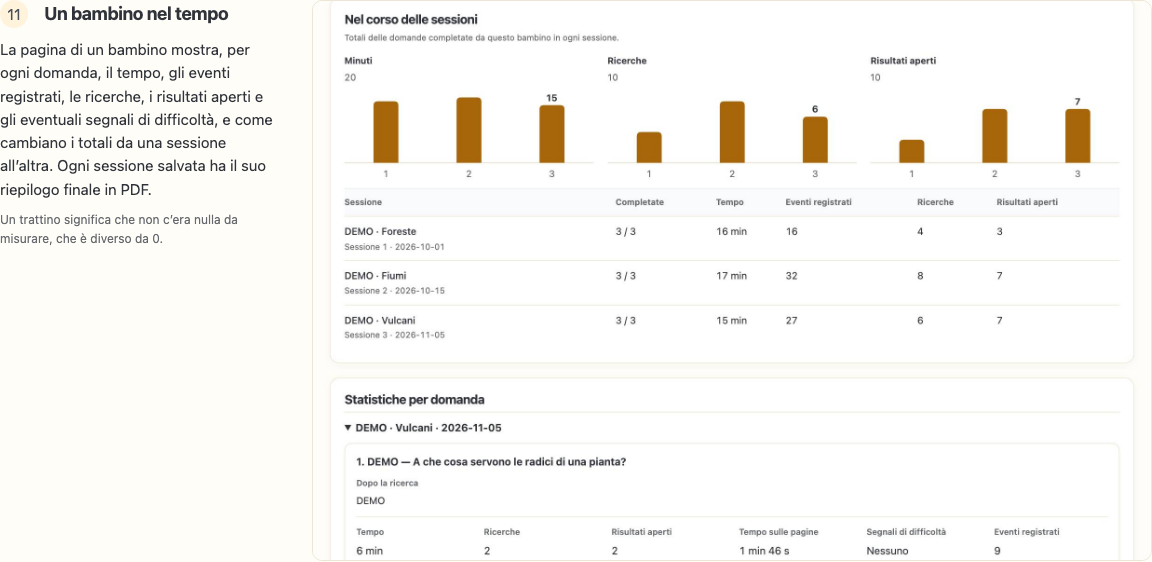 11 Un bambino nel tempo
La pagina di un bambino mostra, per
ogni domanda, il tempo, gli eventi
registrati, le ricerche, i risultati aperti e
gli eventuali segnali di difficoltà, e come
cambiano i totali da una sessione
all’altra. Ogni sessione salvata ha il suo
riepilogo finale in PDF.
Un trattino significa che non c’era nulla da
misurare, che è diverso da 0.
Nel corso delle sessioni
Totali delle domande completate da questo bambino in ogni sessione.
Minuti
20
15
1 2 3
Ricerche
10
6
1 2 3
Risultati aperti
10
7
1 2 3
Sessione Completate Tempo Eventi registrati Ricerche Risultati aperti
DEMO · Foreste 3 / 3 16 min 16 4 3
Sessione 1 · 2026-10-01
DEMO · Fiumi 3 / 3 17 min 32 8 7
Sessione 2 · 2026-10-15
DEMO · Vulcani 3 / 3 15 min 27 6 7
Sessione 3 · 2026-11-05
Statistiche per domanda
▼ DEMO · Vulcani · 2026-11-05
1. DEMO — A che cosa servono le radici di una pianta?
Dopo la ricerca
DEMO
Tempo Ricerche Risultati aperti Tempo sulle pagine Segnali di difficoltà Eventi registrati
6 min 2 2 1 min 46 s Nessuno 9